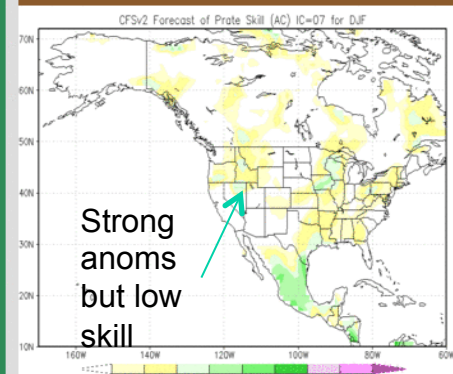 CFSv2 Forecast of Prate Skill (AC) IC=07 for DJF
70N
60N
50N
40N
30N
20N
10N
Strong
anoms
but low
skill
160W 140W 120W 100W 80W 60W